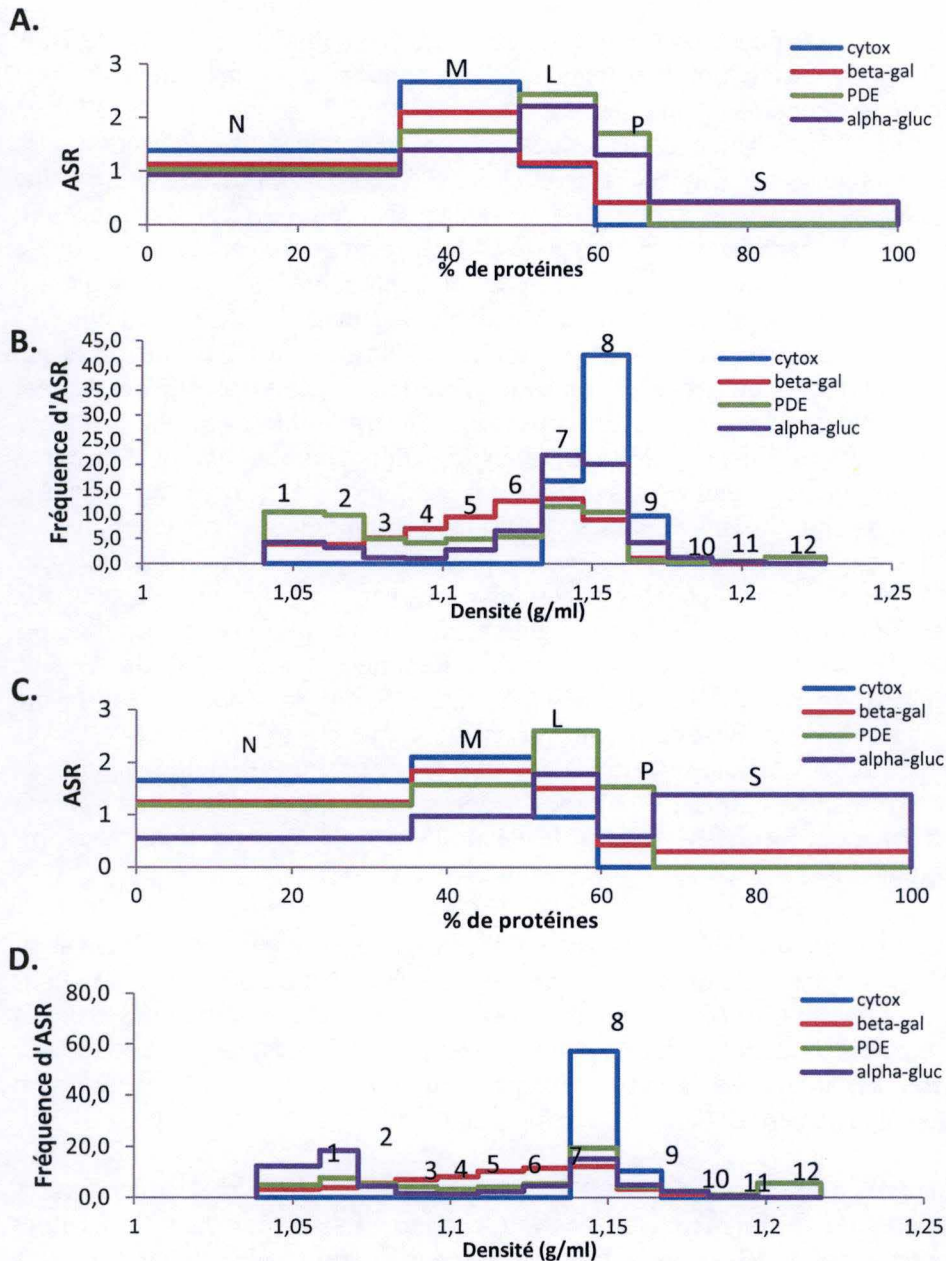 A.
cytox
beta-gal
PDE
alpha-gluc
3
2
1
0
ASR
N
M
L
P
S
0 20 40 60 80 100
% de protéines
B.
cytox
beta-gal
PDE
alpha-gluc
45,0
40,0
35,0
30,0
25,0
20,0
15,0
10,0
5,0
0,0
Fréquence d'ASR
1 2 3 4 5 6 7 8 9 10 11 12
1 1,05 1,1 1,15 1,2 1,25
Densité (g/ml)
C.
cytox
beta-gal
PDE
alpha-gluc
3
2
1
0
ASR
N
M
L
P
S
0 20 40 60 80 100
% de protéines
D.
cytox
beta-gal
PDE
alpha-gluc
80,0
60,0
40,0
20,0
0,0
Fréquence d'ASR
1 2 3 4 5 6 7 8 9 10 11 12
1 1,05 1,1 1,15 1,2 1,25
Densité (g/ml)